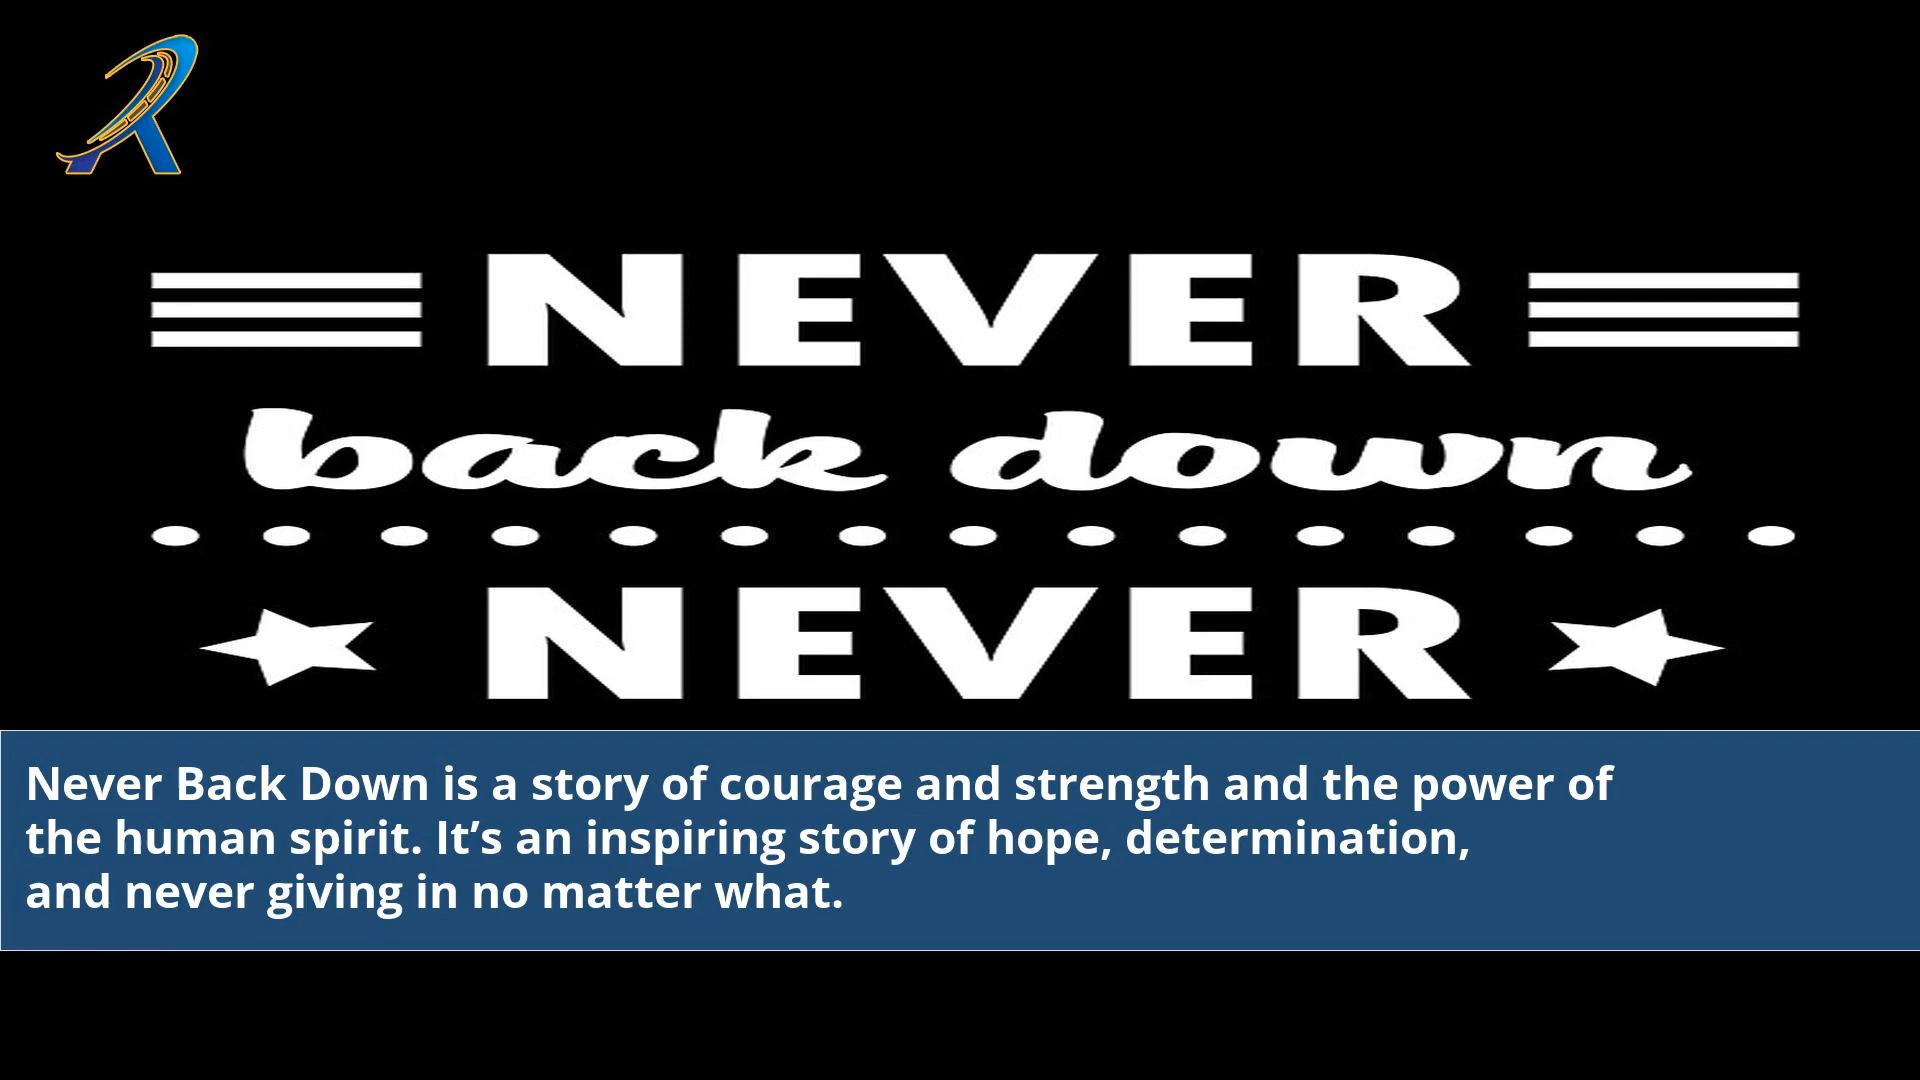 NEVER
back down
NEVER
Never Back Down is a story of courage and strength and the power of
the human spirit. It’s an inspiring story of hope, determination,
and never giving in no matter what.